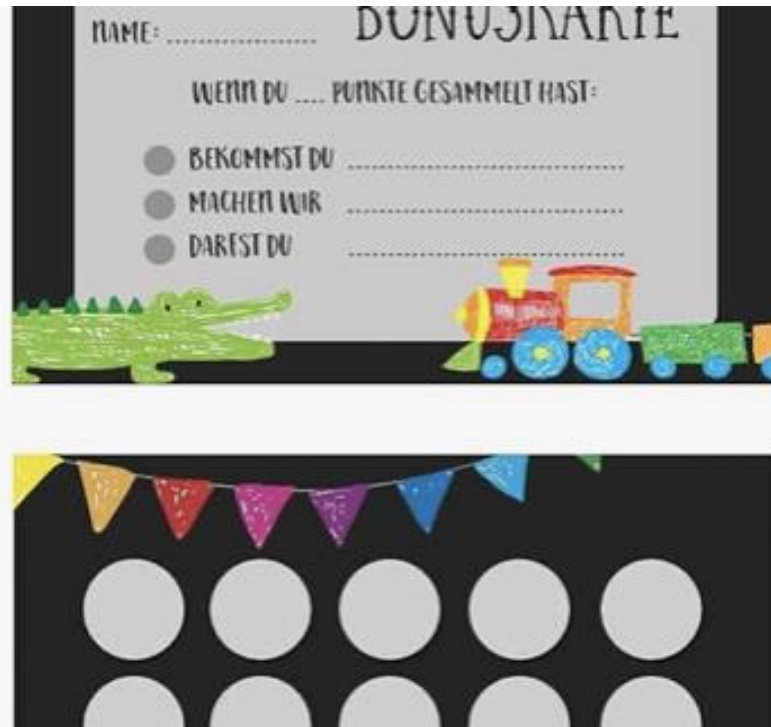 NAME: ................. BONUSKARTE
WENN DU .... PUNKTE GESAMMELT HAST:
BEKOMMST DU ................................
MACHEN WIR ................................
DARFST DU ................................